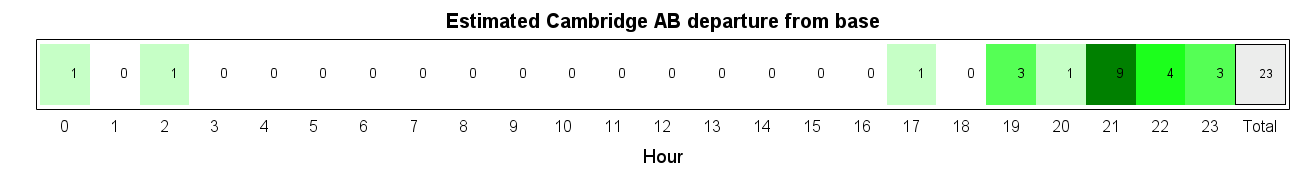 Estimated Cambridge AB departure from base
1 0 1 0 0 0 0 0 0 0 0 0 0 0 0 0 0 1 0 3 1 9 4 3 23
0 1 2 3 4 5 6 7 8 9 10 11 12 13 14 15 16 17 18 19 20 21 22 23 Total
Hour